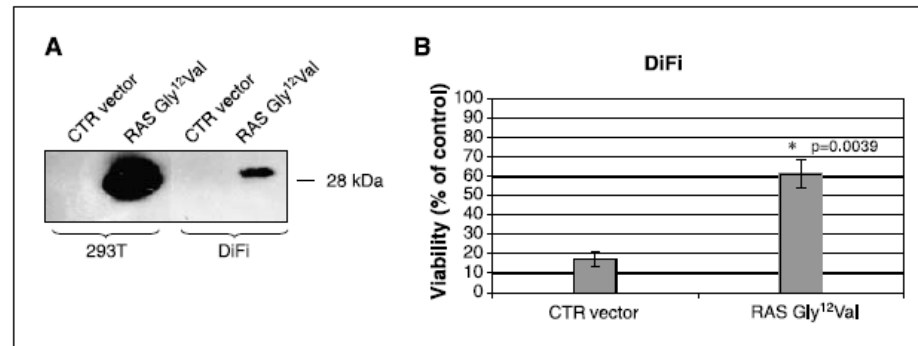 A
CTR vector
RAS Gly¹²Val
CTR vector
RAS Gly¹²Val
28 kDa
293T
DiFi
B
DiFi
Viability (% of control)
100
90
80
70
60
50
40
30
20
10
0
* p=0.0039
CTR vector
RAS Gly¹²Val